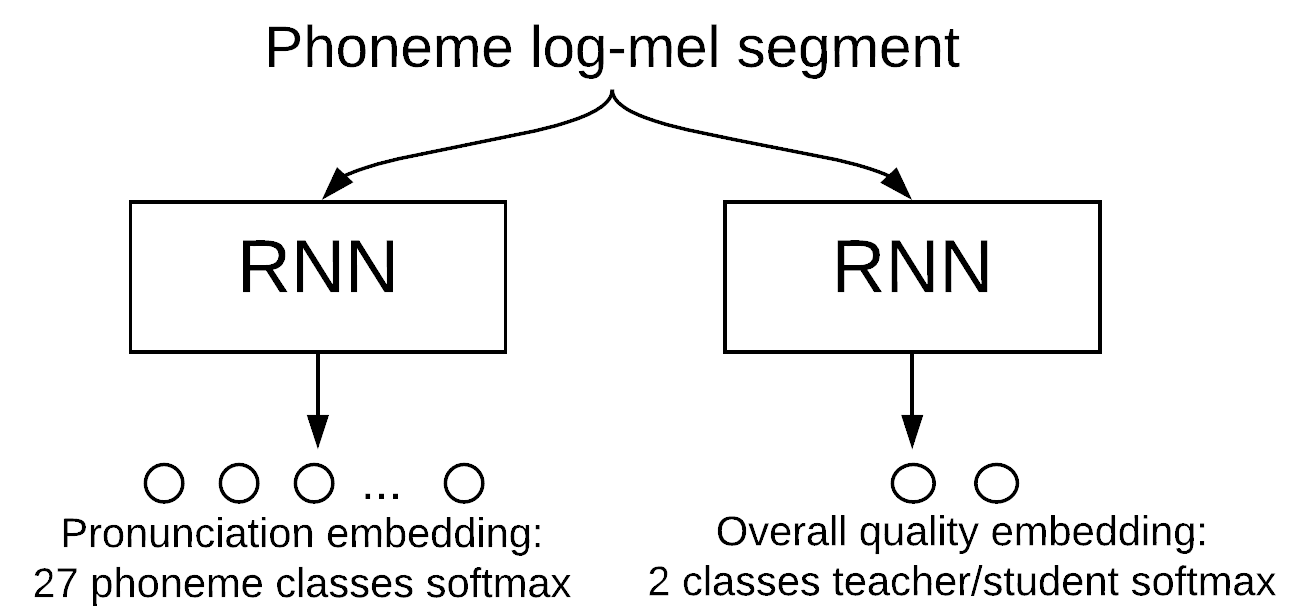 Phoneme log-mel segment
RNN
RNN
...
Pronunciation embedding:
27 phoneme classes softmax
Overall quality embedding:
2 classes teacher/student softmax